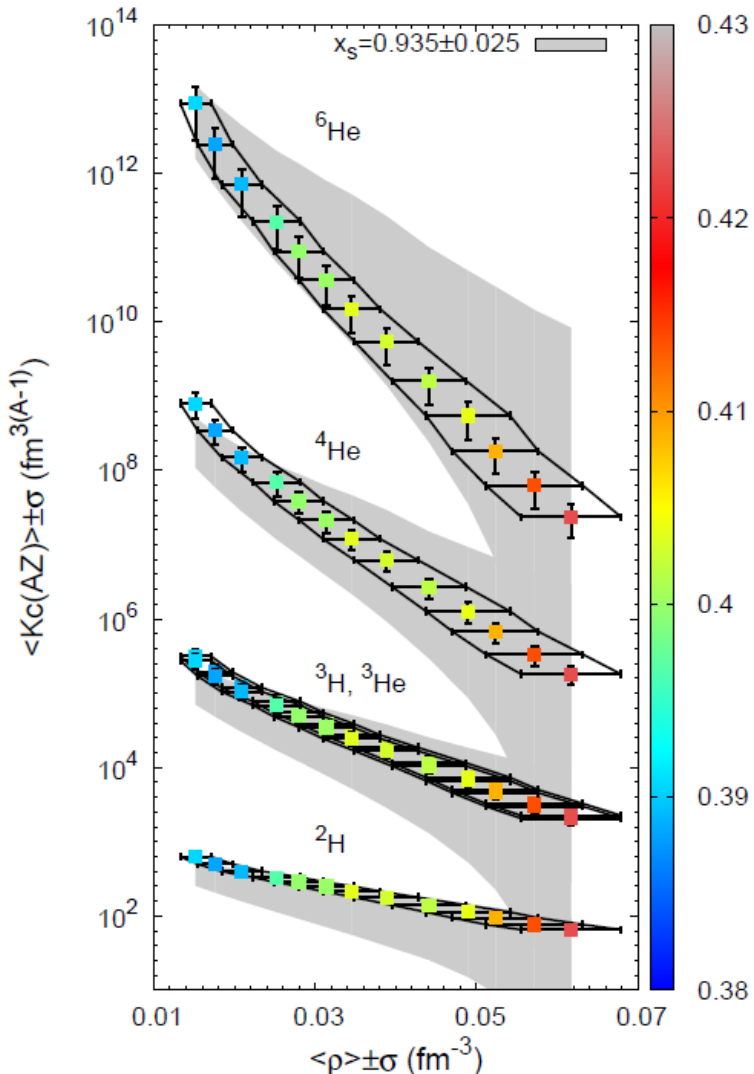 10^14
10^12
10^10
10^8
10^6
10^4
10^2
<Kc(AZ)>±σ (fm^3(A-1))
x_s=0.935±0.025
^6He
^4He
^3H, ^3He
^2H
0.01
0.03
0.05
0.07
<ρ>±σ (fm^-3)
0.43
0.42
0.41
0.4
0.39
0.38